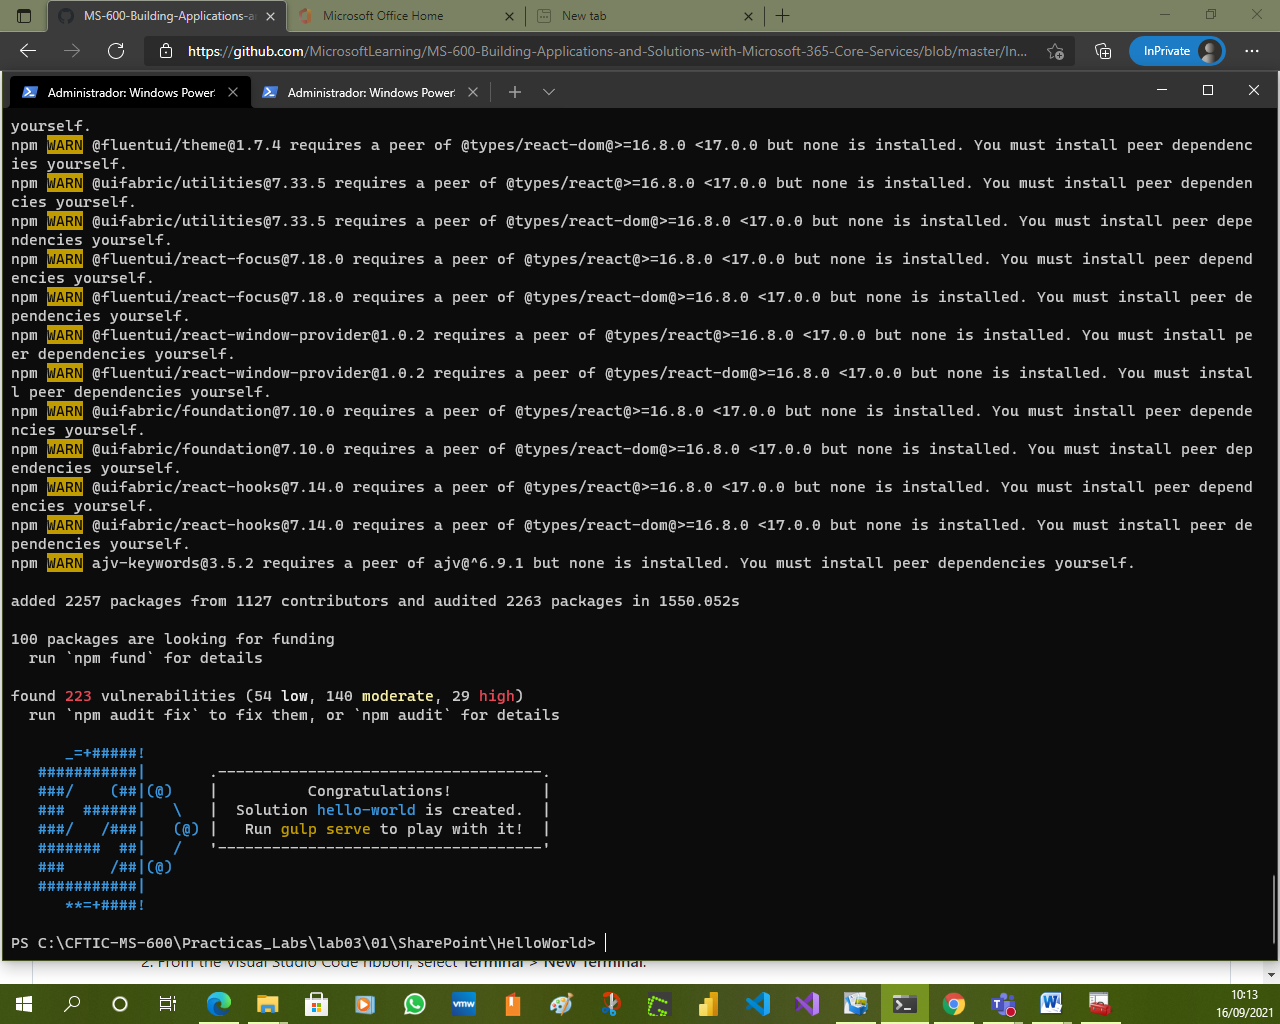 MS-600-Building-Applications-a
Microsoft Office Home
New tab
https://github.com/MicrosoftLearning/MS-600-Building-Applications-and-Solutions-with-Microsoft-365-Core-Services/blob/master/In...
InPrivate
Administrador: Windows Power
Administrador: Windows Power
yourself.
npm WARN @fluentui/theme@1.7.4 requires a peer of @types/react-dom@>=16.8.0 <17.0.0 but none is installed. You must install peer dependenc
ies yourself.
npm WARN @uifabric/utilities@7.33.5 requires a peer of @types/react@>=16.8.0 <17.0.0 but none is installed. You must install peer dependen
cies yourself.
npm WARN @uifabric/utilities@7.33.5 requires a peer of @types/react-dom@>=16.8.0 <17.0.0 but none is installed. You must install peer depe
ndencies yourself.
npm WARN @fluentui/react-focus@7.18.0 requires a peer of @types/react@>=16.8.0 <17.0.0 but none is installed. You must install peer depend
encies yourself.
npm WARN @fluentui/react-focus@7.18.0 requires a peer of @types/react-dom@>=16.8.0 <17.0.0 but none is installed. You must install peer de
pendencies yourself.
npm WARN @fluentui/react-window-provider@1.0.2 requires a peer of @types/react@>=16.8.0 <17.0.0 but none is installed. You must install pe
er dependencies yourself.
npm WARN @fluentui/react-window-provider@1.0.2 requires a peer of @types/react-dom@>=16.8.0 <17.0.0 but none is installed. You must instal
l peer dependencies yourself.
npm WARN @uifabric/foundation@7.10.0 requires a peer of @types/react@>=16.8.0 <17.0.0 but none is installed. You must install peer depende
ncies yourself.
npm WARN @uifabric/foundation@7.10.0 requires a peer of @types/react-dom@>=16.8.0 <17.0.0 but none is installed. You must install peer dep
endencies yourself.
npm WARN @uifabric/react-hooks@7.14.0 requires a peer of @types/react@>=16.8.0 <17.0.0 but none is installed. You must install peer depend
encies yourself.
npm WARN @uifabric/react-hooks@7.14.0 requires a peer of @types/react-dom@>=16.8.0 <17.0.0 but none is installed. You must install peer de
pendencies yourself.
npm WARN ajv-keywords@3.5.2 requires a peer of ajv@^6.9.1 but none is installed. You must install peer dependencies yourself.
added 2257 packages from 1127 contributors and audited 2263 packages in 1550.052s
100 packages are looking for funding
run `npm fund` for details
found 223 vulnerabilities (54 low, 140 moderate, 29 high)
run `npm audit fix` to fix them, or `npm audit` for details
      _=+#####!
   ###########|       .------------------------------------.
   ###/    (##|(@)    |          Congratulations!          |
   ###  ######|   \   |  Solution hello-world is created.  |
   ###/   /###|   (@) |   Run gulp serve to play with it!  |
   #######  ##|   /   '------------------------------------'
   ###     /##|(@)
   ###########|
      **=+####!
PS C:\CFTIC-MS-600\Practicas_Labs\lab03\01\SharePoint\HelloWorld>
2. From the Visual Studio Code ribbon, select Terminal > New Terminal.
vmw
10:13
16/09/2021